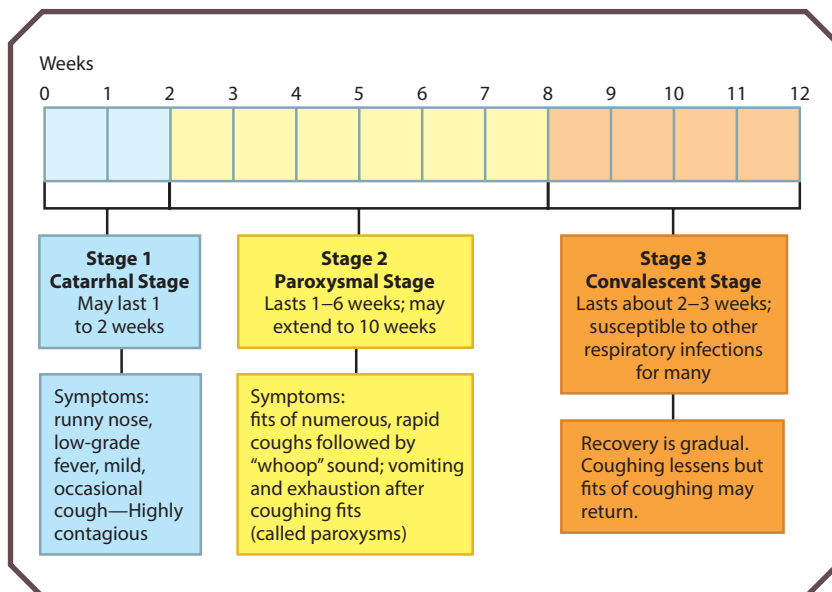 Weeks
0 1 2 3 4 5 6 7 8 9 10 11 12
Stage 1
Catarrhal Stage
May last 1
to 2 weeks
Symptoms:
runny nose,
low-grade
fever, mild,
occasional
cough—Highly
contagious
Stage 2
Paroxysmal Stage
Lasts 1–6 weeks; may
extend to 10 weeks
Symptoms:
fits of numerous, rapid
coughs followed by
“whoop” sound; vomiting
and exhaustion after
coughing fits
(called paroxysms)
Stage 3
Convalescent Stage
Lasts about 2–3 weeks;
susceptible to other
respiratory infections
for many
Recovery is gradual.
Coughing lessens but
fits of coughing may
return.